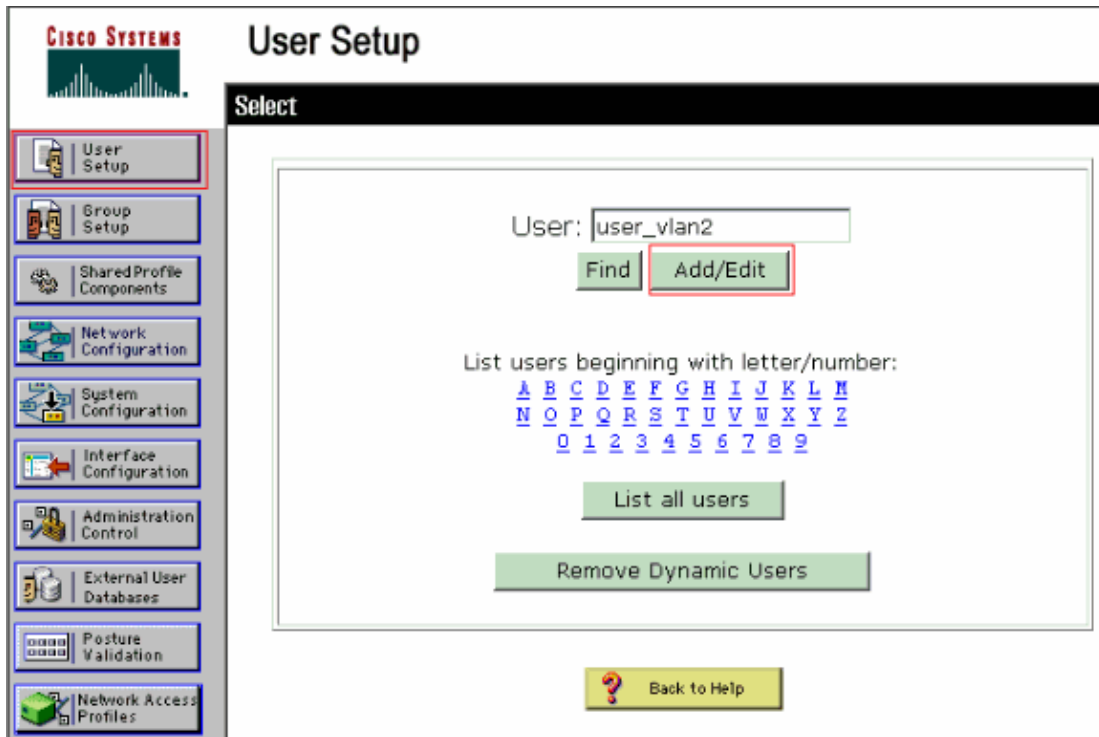 CISCO SYSTEMS
User Setup
Select
User
Setup
Group
Setup
Shared Profile
Components
Network
Configuration
System
Configuration
Interface
Configuration
Administration
Control
External User
Databases
Posture
Validation
Network Access
Profiles
User: user_vlan2
Find Add/Edit
List users beginning with letter/number:
A B C D E F G H I J K L M
N O P Q R S T U V W X Y Z
0 1 2 3 4 5 6 7 8 9
List all users
Remove Dynamic Users
? Back to Help